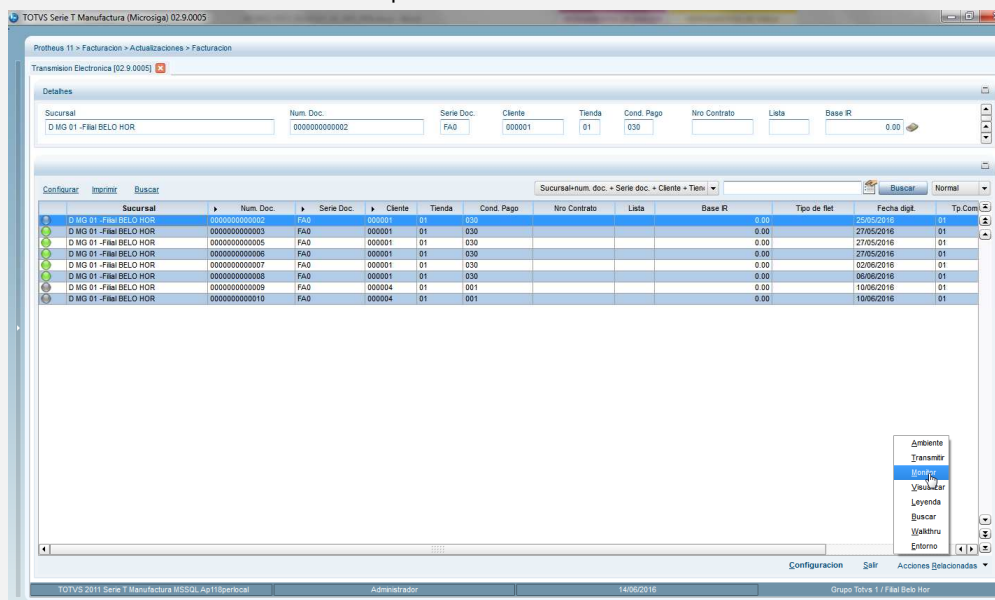 TOTVS Serie T Manufactura (Microsiga) 02.9.0005
Protheus 11 > Facturacion > Actualizaciones > Facturacion
Transmision Electronica [02.9.0005]
Detalhes
Sucursal Num. Doc. Serie Doc. Cliente Tienda Cond. Pago Nro Contrato Lista Base IR
D MG 01 -Filial BELO HOR 0000000000002 FA0 000001 01 030 0.00
Configurar Imprimir Buscar Sucursal+num. doc. + Serie doc. + Cliente + Tien Buscar Normal
Sucursal Num. Doc. Serie Doc. Cliente Tienda Cond. Pago Nro Contrato Lista Base IR Tipo de flet Fecha digit. Tp.Com
D MG 01 -Filial BELO HOR 0000000000002 FA0 000001 01 030 0.00 25/05/2016 01
D MG 01 -Filial BELO HOR 0000000000003 FA0 000001 01 030 0.00 27/05/2016 01
D MG 01 -Filial BELO HOR 0000000000005 FA0 000001 01 030 0.00 27/05/2016 01
D MG 01 -Filial BELO HOR 0000000000006 FA0 000001 01 030 0.00 27/05/2016 01
D MG 01 -Filial BELO HOR 0000000000007 FA0 000001 01 030 0.00 02/06/2016 01
D MG 01 -Filial BELO HOR 0000000000008 FA0 000001 01 030 0.00 06/06/2016 01
D MG 01 -Filial BELO HOR 0000000000009 FA0 000004 01 001 0.00 10/06/2016 01
D MG 01 -Filial BELO HOR 0000000000010 FA0 000004 01 001 0.00 10/06/2016 01
Ambiente
Transmitir
Monitor
Visualizar
Leyenda
Buscar
Walkthru
Entorno
Configuracion Salir Acciones Relacionadas
TOTVS 2011 Serie T Manufactura MSSQL Ap118perlocal Administrador 14/06/2016 Grupo Totvs 1 / Filial Belo Hor